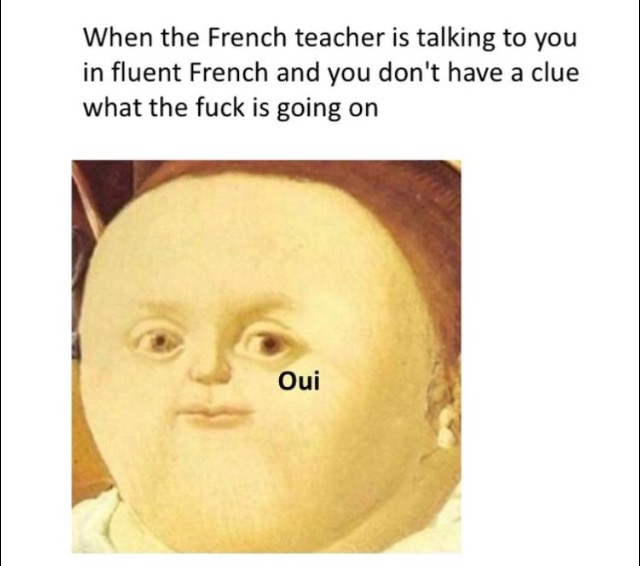 When the French teacher is talking to you
in fluent French and you don't have a clue
what the fuck is going on
Oui